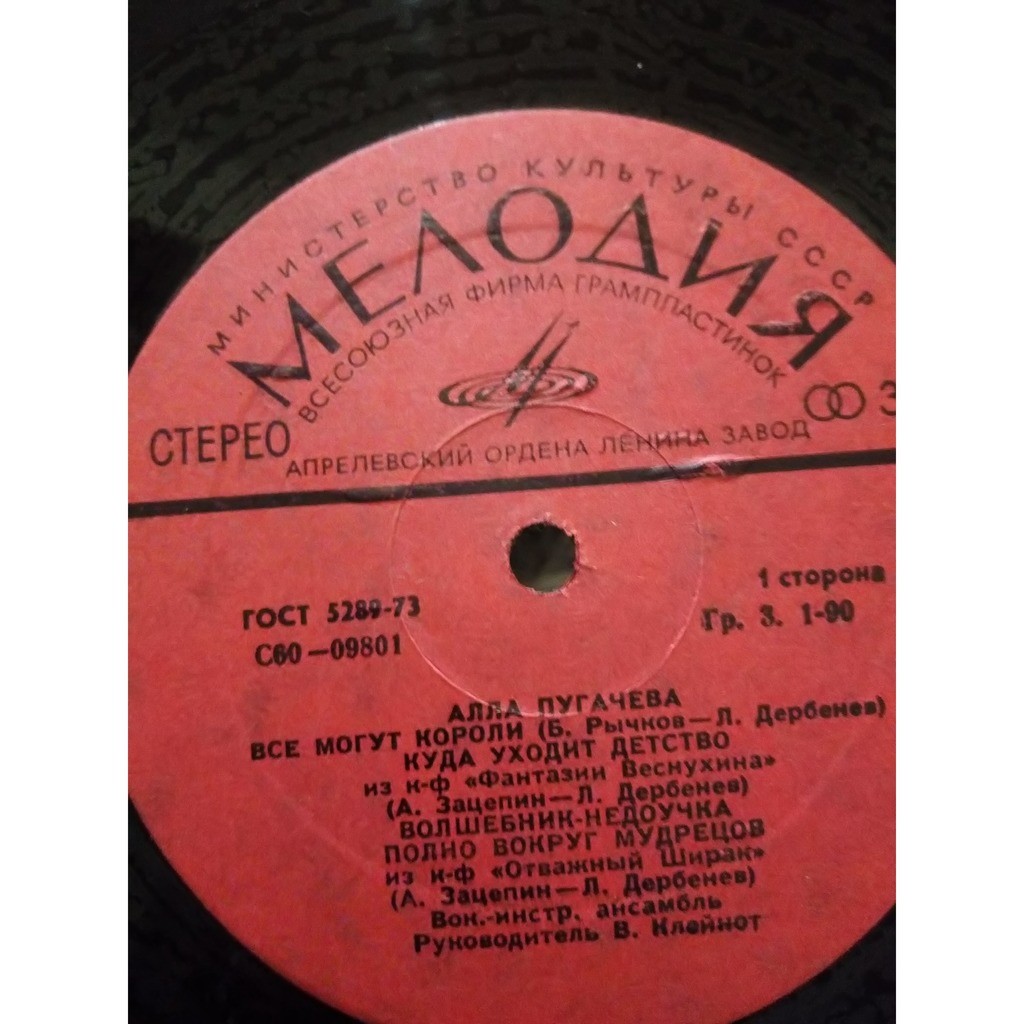 МИНИСТЕРСТВО КУЛЬТУРЫ СССР
МЕЛОДИЯ
ВСЕСОЮЗНАЯ ФИРМА ГРАМПЛАСТИНОК
СТЕРЕО
3
АПРЕЛЕВСКИЙ ОРДЕНА ЛЕНИНА ЗАВОД
ГОСТ 5289-73
1 сторона
С60—09801
Гр. 3. 1-90
АЛЛА ПУГАЧЕВА
ВСЕ МОГУТ КОРОЛИ (Б. Рычков—Л. Дербенев)
КУДА УХОДИТ ДЕТСТВО
из к-ф «Фантазии Веснухина»
(А. Зацепин—Л. Дербенев)
ВОЛШЕБНИК-НЕДОУЧКА
ПОЛНО ВОКРУГ МУДРЕЦОВ
из к-ф «Отважный Ширак»
(А. Зацепин—Л. Дербенев)
Вок.-инстр. ансамбль
Руководитель В. Клейнот